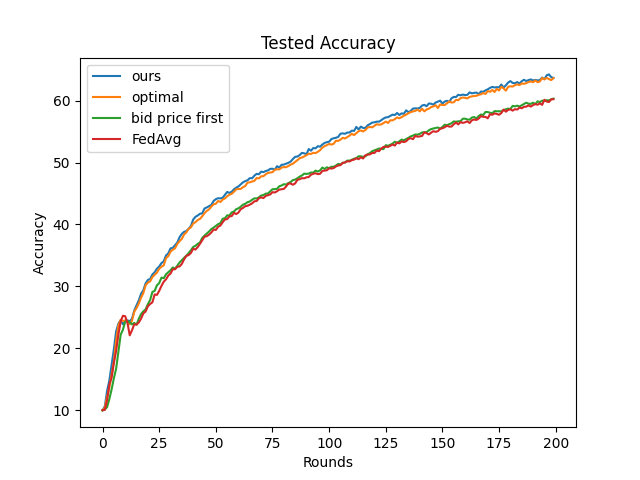 Tested Accuracy
ours
optimal
bid price first
FedAvg
Accuracy
60
50
40
30
20
10
0 25 50 75 100 125 150 175 200
Rounds